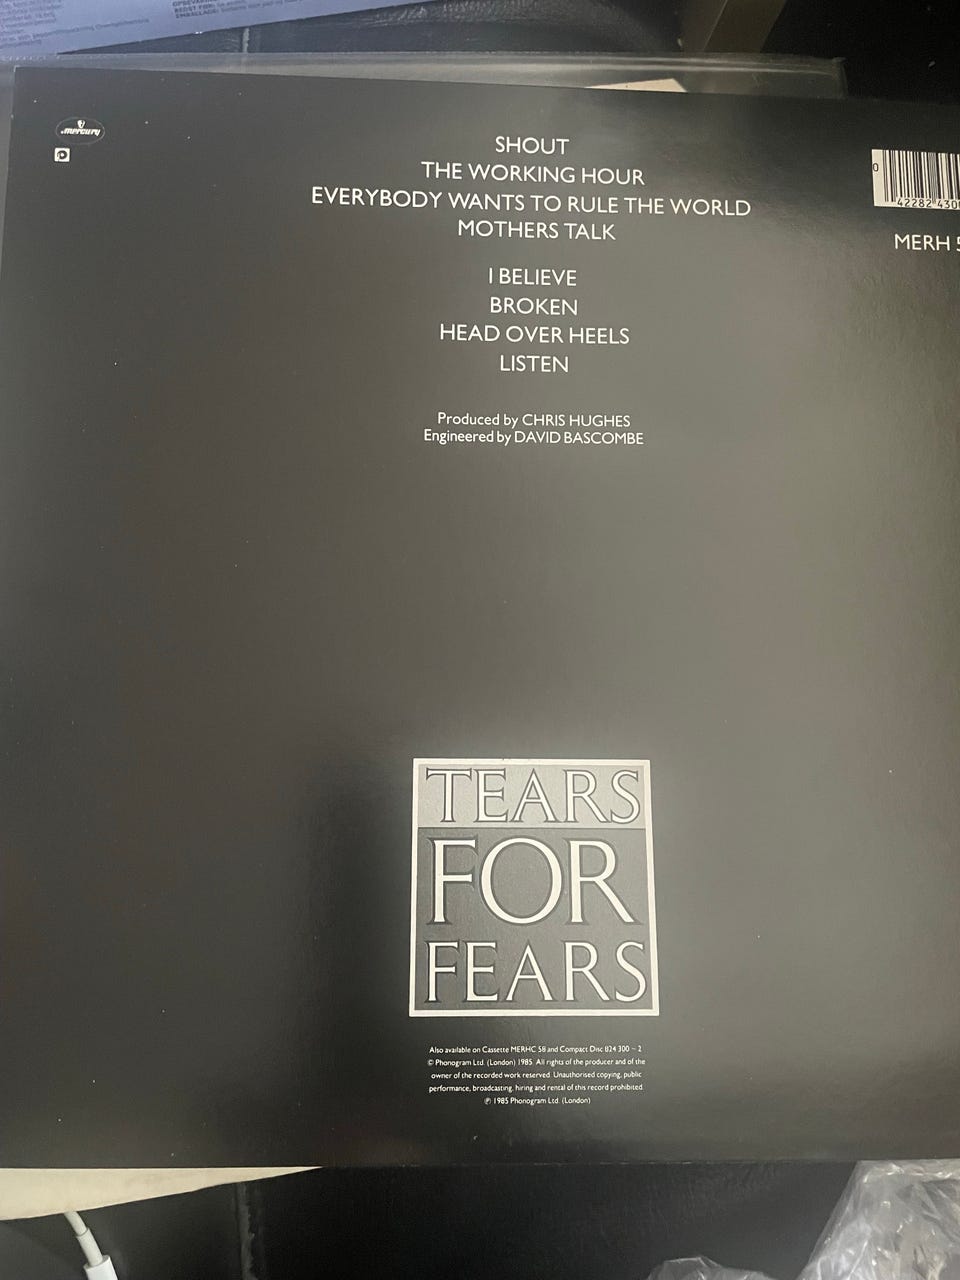 mercury
SHOUT
THE WORKING HOUR
EVERYBODY WANTS TO RULE THE WORLD
MOTHERS TALK
I BELIEVE
BROKEN
HEAD OVER HEELS
LISTEN
Produced by CHRIS HUGHES
Engineered by DAVID BASCOMBE
0
42282 430
MERH 5
TEARS
FOR
FEARS
Also available on Cassette MERHC 58 and Compact Disc 824 300 - 2
© Phonogram Ltd. (London) 1985. All rights of the producer and of the
owner of the recorded work reserved. Unauthorised copying, public
performance, broadcasting, hiring and rental of this record prohibited.
℗ 1985 Phonogram Ltd. (London)